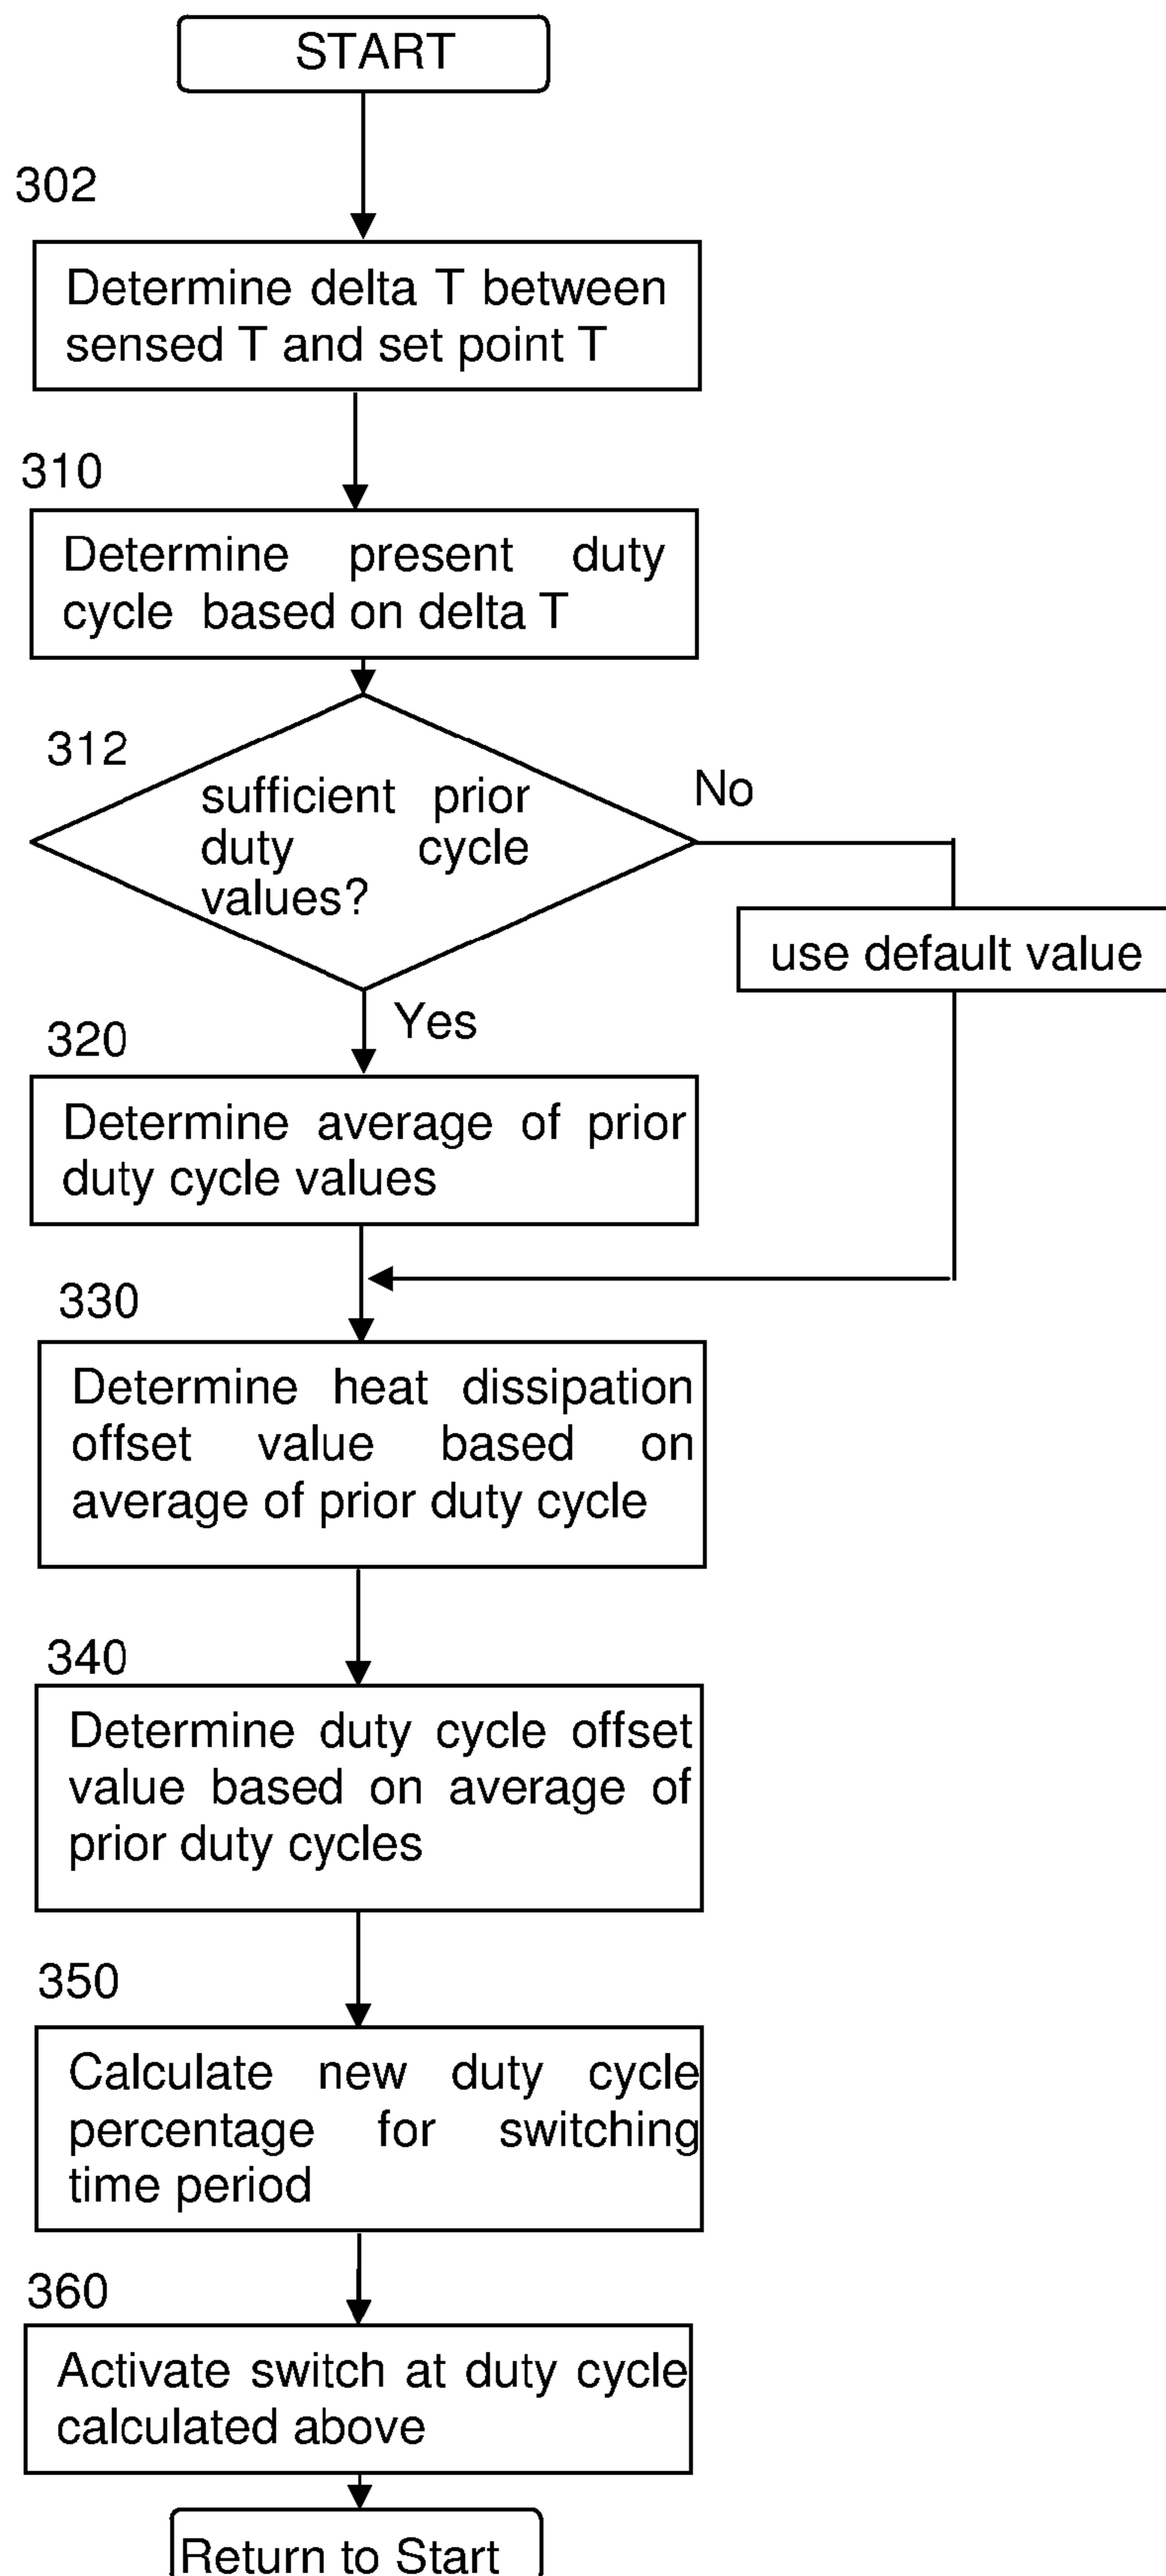 START
302
Determine delta T between
sensed T and set point T
310
Determine present duty
cycle based on delta T
312
sufficient prior
duty cycle
values?
No
use default value
Yes
320
Determine average of prior
duty cycle values
330
Determine heat dissipation
offset value based on
average of prior duty cycle
340
Determine duty cycle offset
value based on average of
prior duty cycles
350
Calculate new duty cycle
percentage for switching
time period
360
Activate switch at duty cycle
calculated above
Return to Start